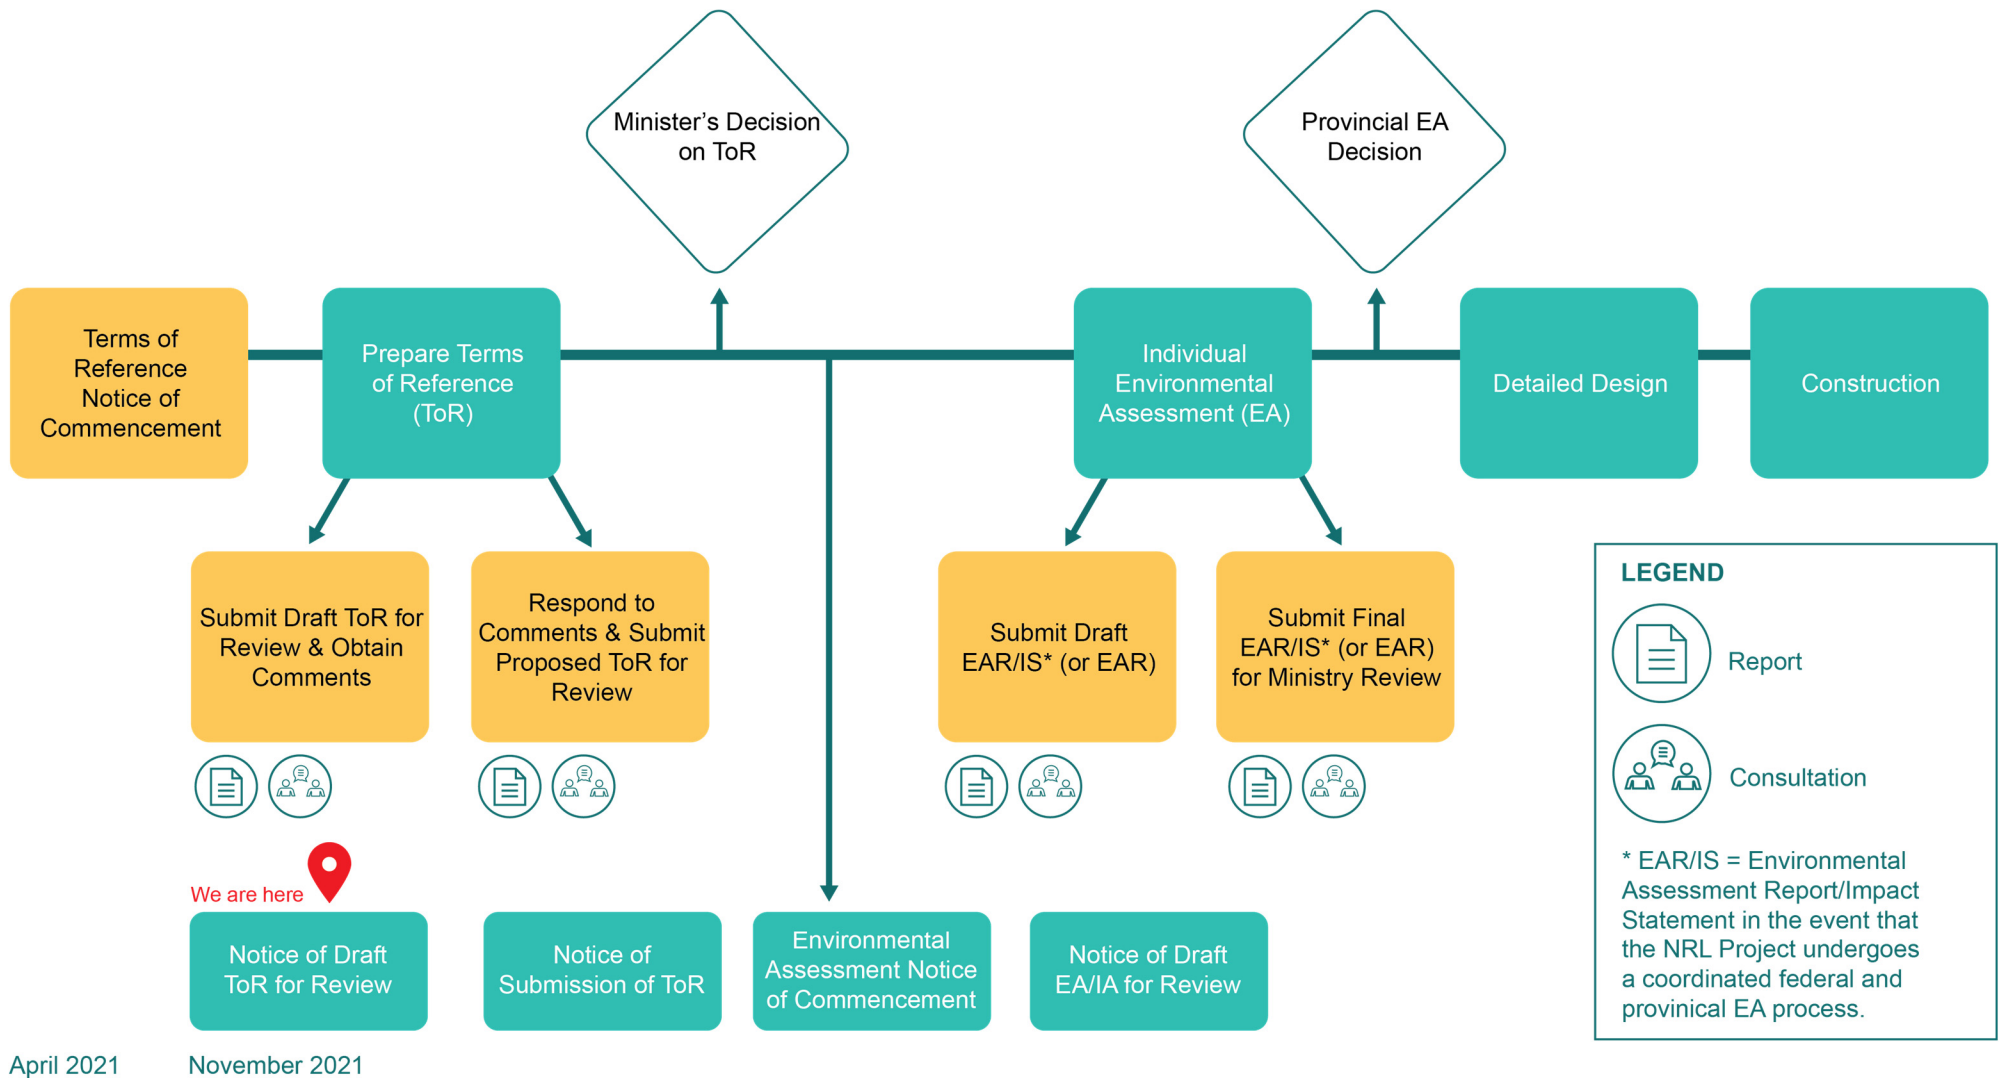 Minister’s Decision
on ToR
Provincial EA
Decision
Terms of
Reference
Notice of
Commencement
Prepare Terms
of Reference
(ToR)
Individual
Environmental
Assessment (EA)
Detailed Design
Construction
Submit Draft ToR for
Review & Obtain
Comments
Respond to
Comments & Submit
Proposed ToR for
Review
Submit Draft
EAR/IS* (or EAR)
Submit Final
EAR/IS* (or EAR)
for Ministry Review
We are here
Notice of Draft
ToR for Review
Notice of
Submission of ToR
Environmental
Assessment Notice
of Commencement
Notice of Draft
EA/IA for Review
LEGEND
Report
Consultation
* EAR/IS = Environmental
Assessment Report/Impact
Statement in the event that
the NRL Project undergoes
a coordinated federal and
provinical EA process.
April 2021
November 2021